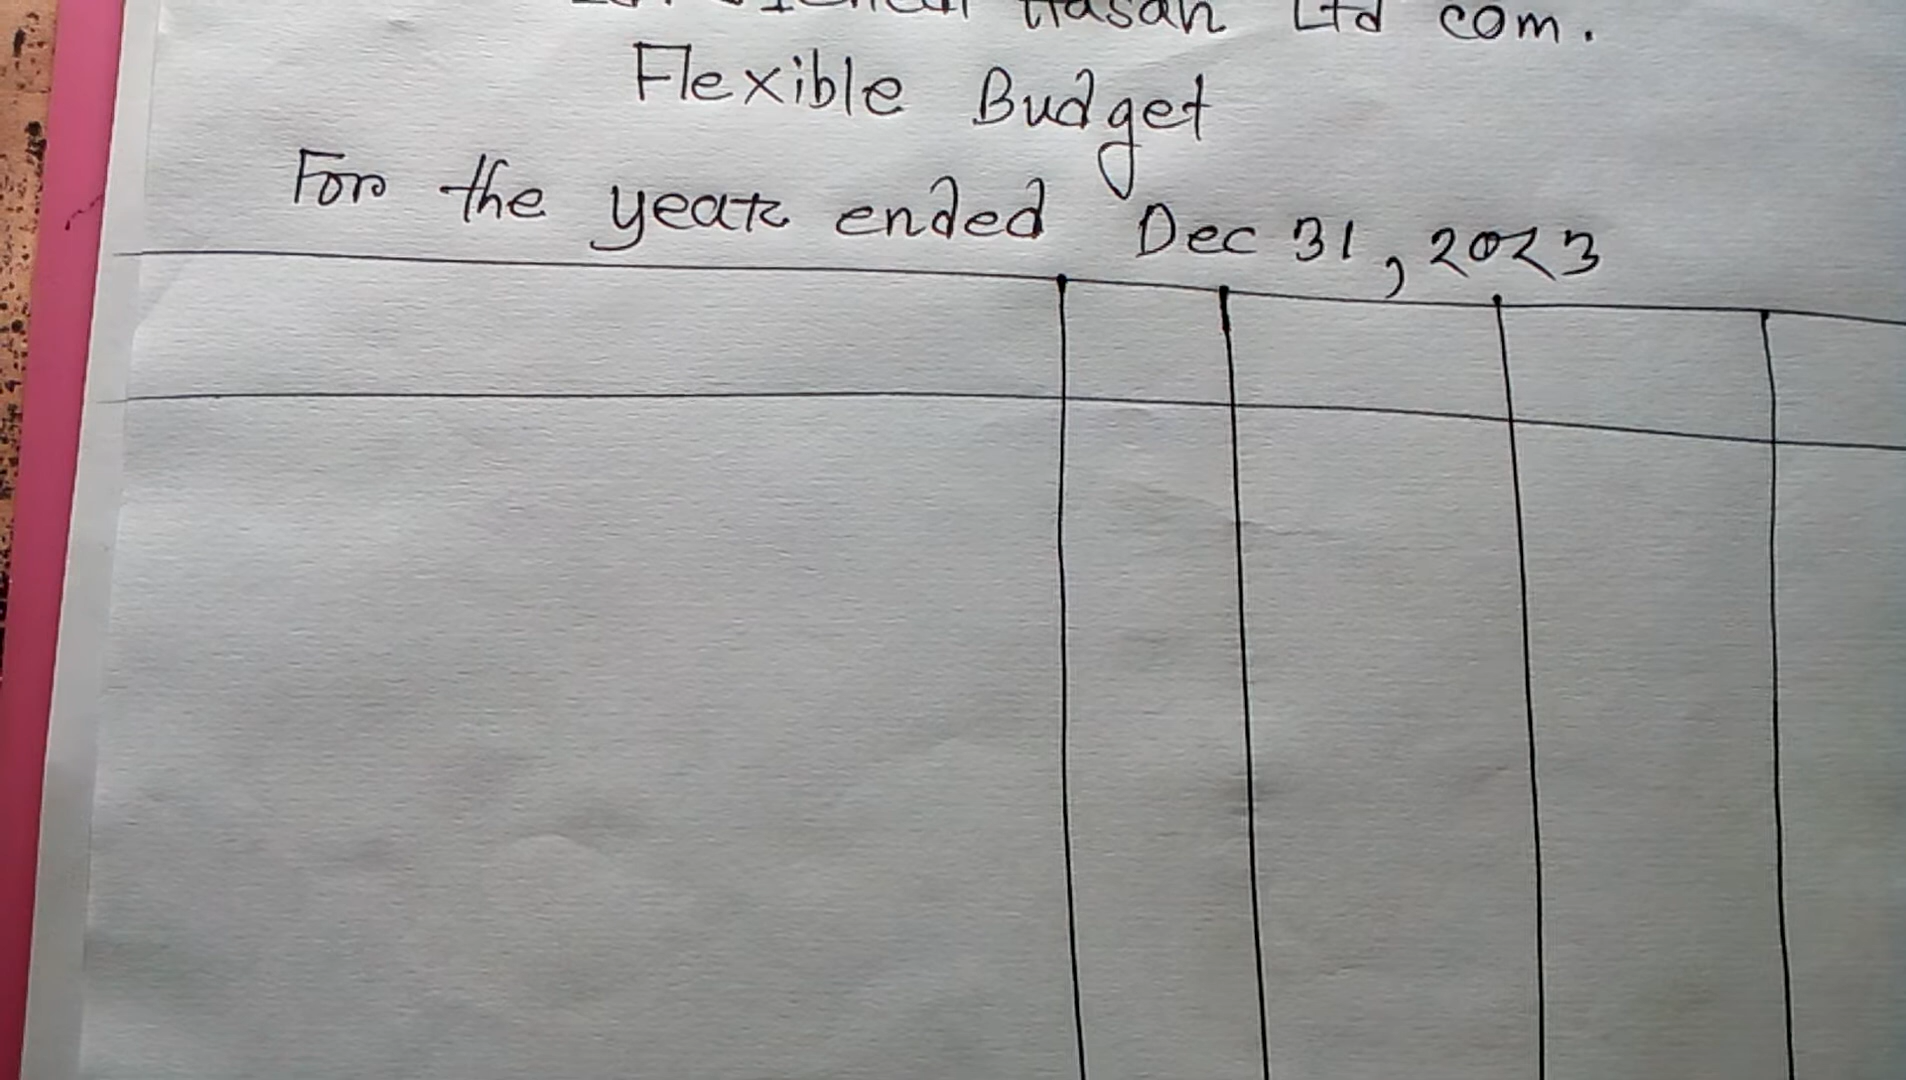 Hasan Ltd com.
Flexible Budget
For the year ended Dec 31, 2023